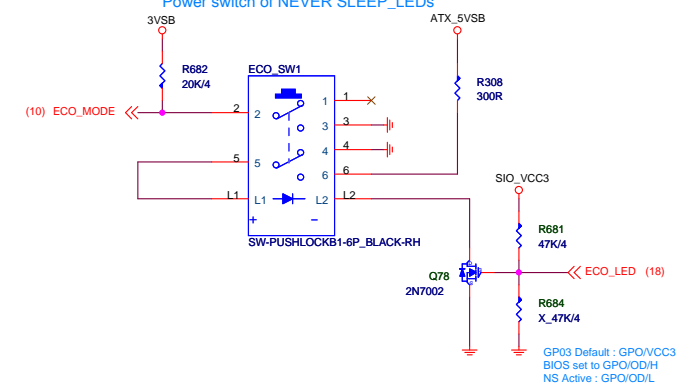 Power switch of NEVER SLEEP_LEDs
3VSB
ATX_5VSB
R682
20K/4
ECO_SW1
R308
300R
(10) ECO_MODE
2
2
1
1
3
3
4
4
5
5
6
6
L1
L1
L2
L2
+
-
SW-PUSHLOCKB1-6P_BLACK-RH
SIO_VCC3
R681
47K/4
Q78
2N7002
ECO_LED (18)
R684
X_47K/4
GP03 Default : GPO/VCC3
BIOS set to GPO/OD/H
NS Active : GPO/OD/L